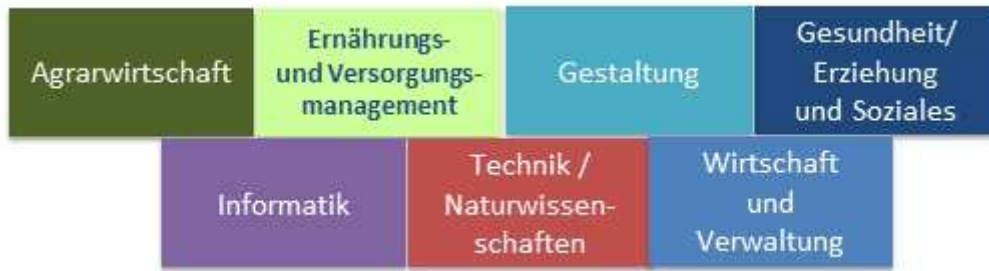 Agrarwirtschaft
Ernährungs-
und Versorgungs-
management
Gestaltung
Gesundheit/
Erziehung
und Soziales
Informatik
Technik /
Naturwissen-
schaften
Wirtschaft
und
Verwaltung